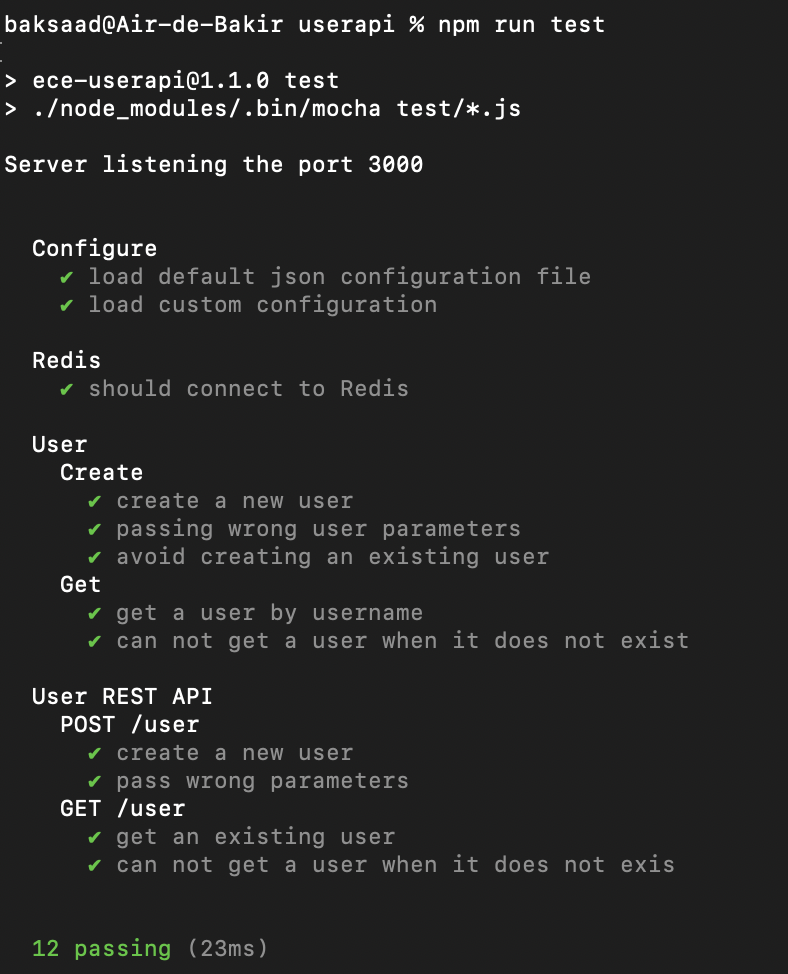 baksaad@Air-de-Bakir userapi % npm run test
> ece-userapi@1.1.0 test
> ./node_modules/.bin/mocha test/*.js
Server listening the port 3000
Configure
✔ load default json configuration file
✔ load custom configuration
Redis
✔ should connect to Redis
User
Create
✔ create a new user
✔ passing wrong user parameters
✔ avoid creating an existing user
Get
✔ get a user by username
✔ can not get a user when it does not exist
User REST API
POST /user
✔ create a new user
✔ pass wrong parameters
GET /user
✔ get an existing user
✔ can not get a user when it does not exis
12 passing (23ms)